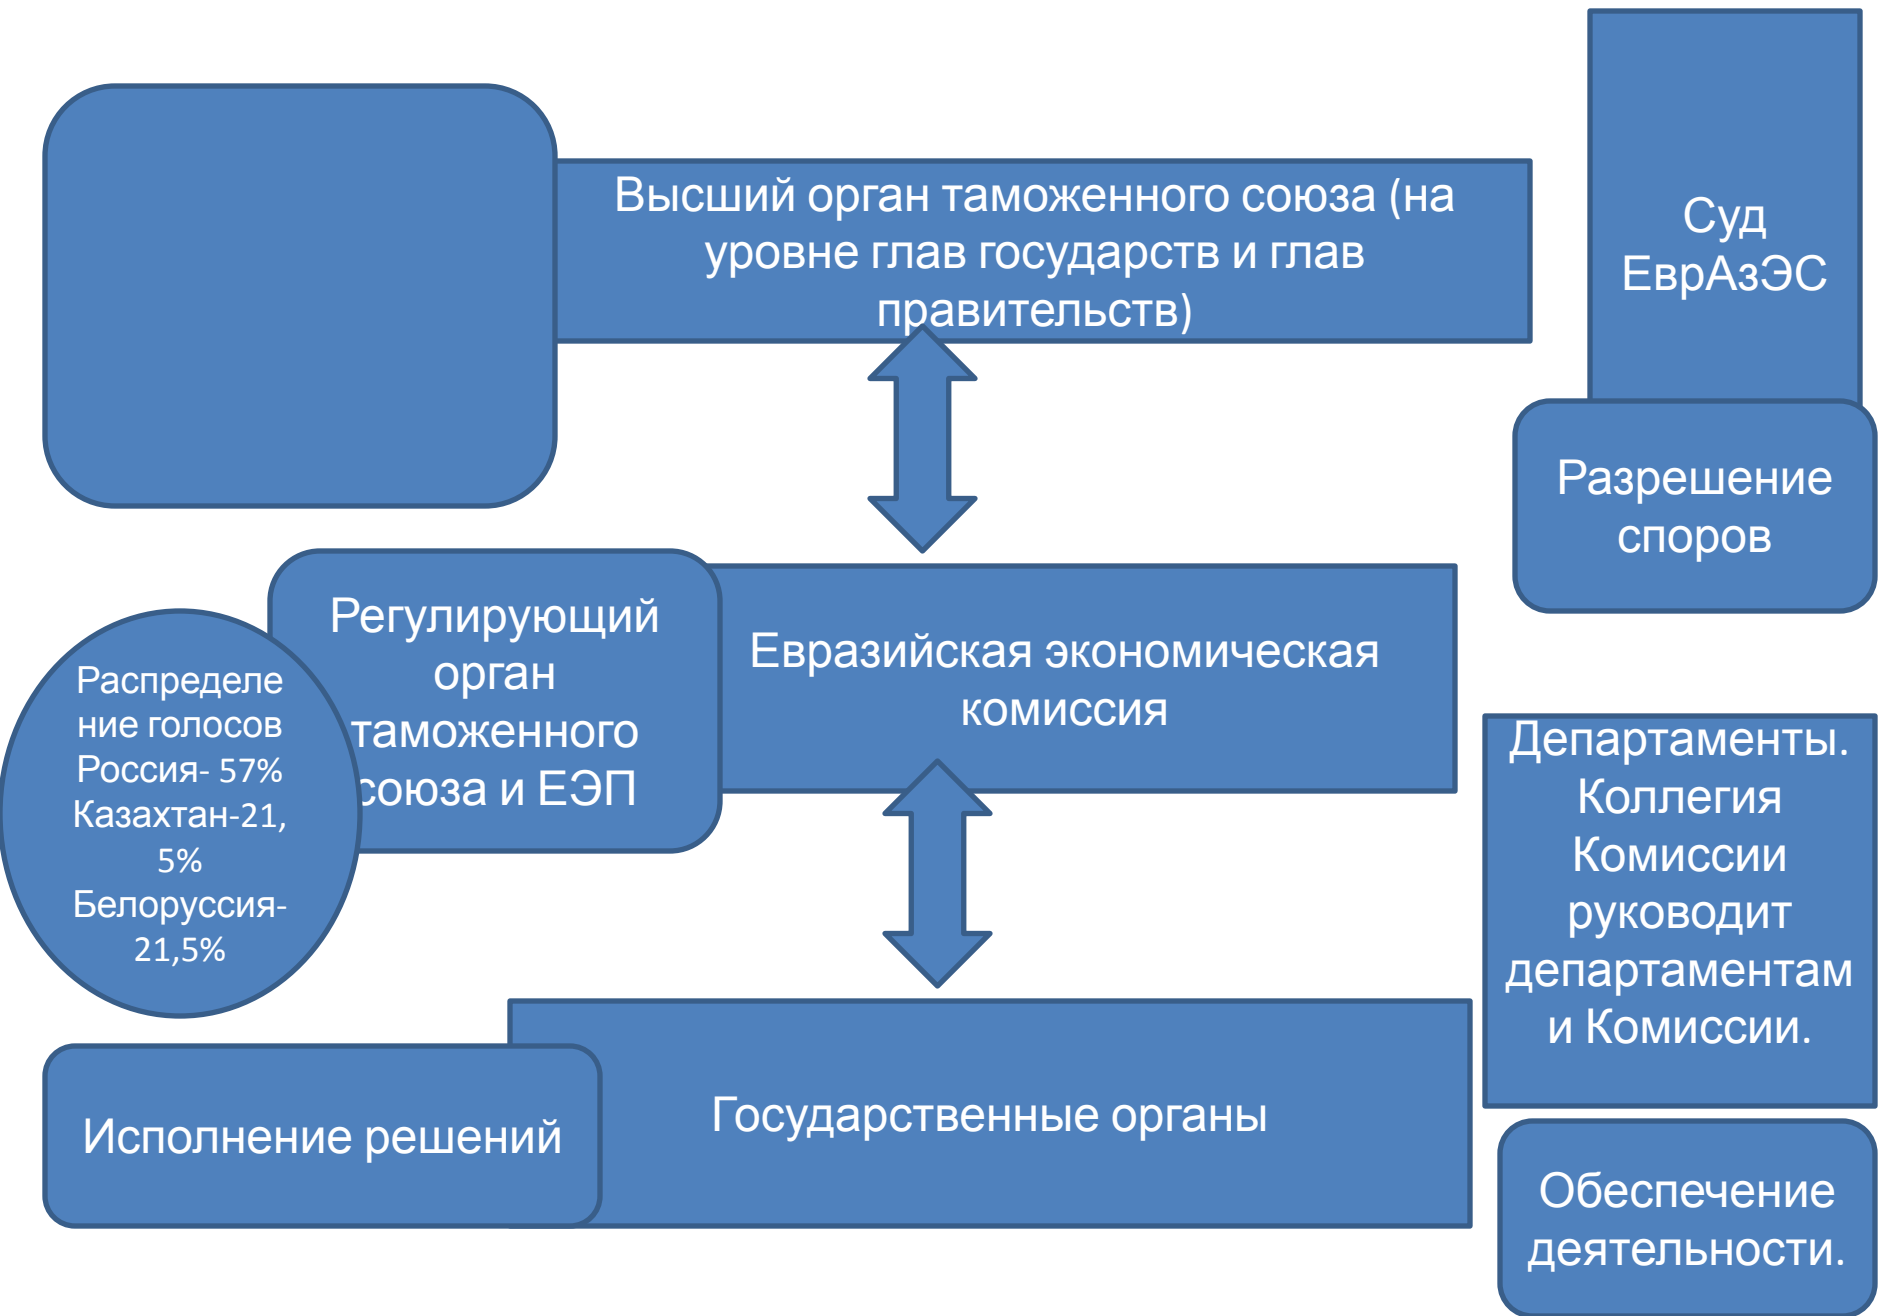 Высший орган таможенного союза (на
уровне глав государств и глав
правительств)
Суд
ЕврАзЭС
Разрешение
споров
Регулирующий
орган
таможенного
союза и ЕЭП
Евразийская экономическая
комиссия
Распределе
ние голосов
Россия- 57%
Казахтан-21,
5%
Белоруссия-
21,5%
Департаменты.
Коллегия
Комиссии
руководит
департаментам
и Комиссии.
Исполнение решений
Государственные органы
Обеспечение
деятельности.